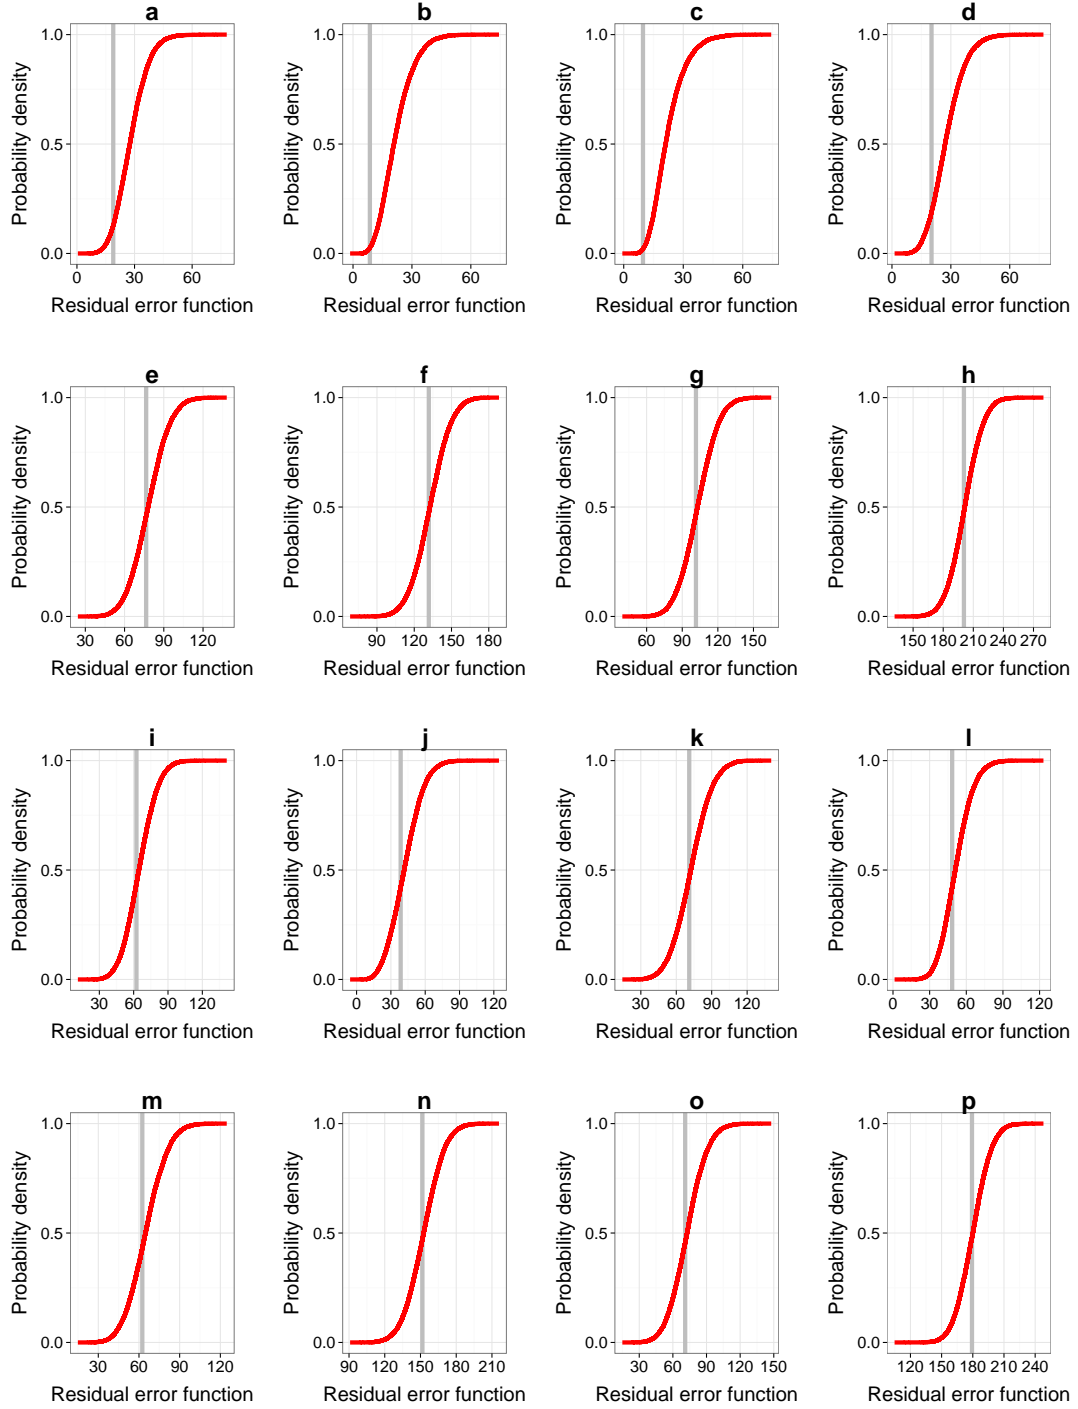 a b c d
1.0 1.0 1.0 1.0
Probability density Probability density Probability density Probability density
0.5 0.5 0.5 0.5
0.0 0.0 0.0 0.0
0 30 60 0 30 60 0 30 60 0 30 60
Residual error function Residual error function Residual error function Residual error function
e f g h
1.0 1.0 1.0 1.0
Probability density Probability density Probability density Probability density
0.5 0.5 0.5 0.5
0.0 0.0 0.0 0.0
30 60 90 120 90 120 150 180 60 90 120 150 150 180 210 240 270
Residual error function Residual error function Residual error function Residual error function
i j k l
1.0 1.0 1.0 1.0
Probability density Probability density Probability density Probability density
0.5 0.5 0.5 0.5
0.0 0.0 0.0 0.0
30 60 90 120 0 30 60 90 120 30 60 90 120 0 30 60 90 120
Residual error function Residual error function Residual error function Residual error function
m n o p
1.0 1.0 1.0 1.0
Probability density Probability density Probability density Probability density
0.5 0.5 0.5 0.5
0.0 0.0 0.0 0.0
30 60 90 120 90 120 150 180 210 30 60 90 120 150 120 150 180 210 240
Residual error function Residual error function Residual error function Residual error function